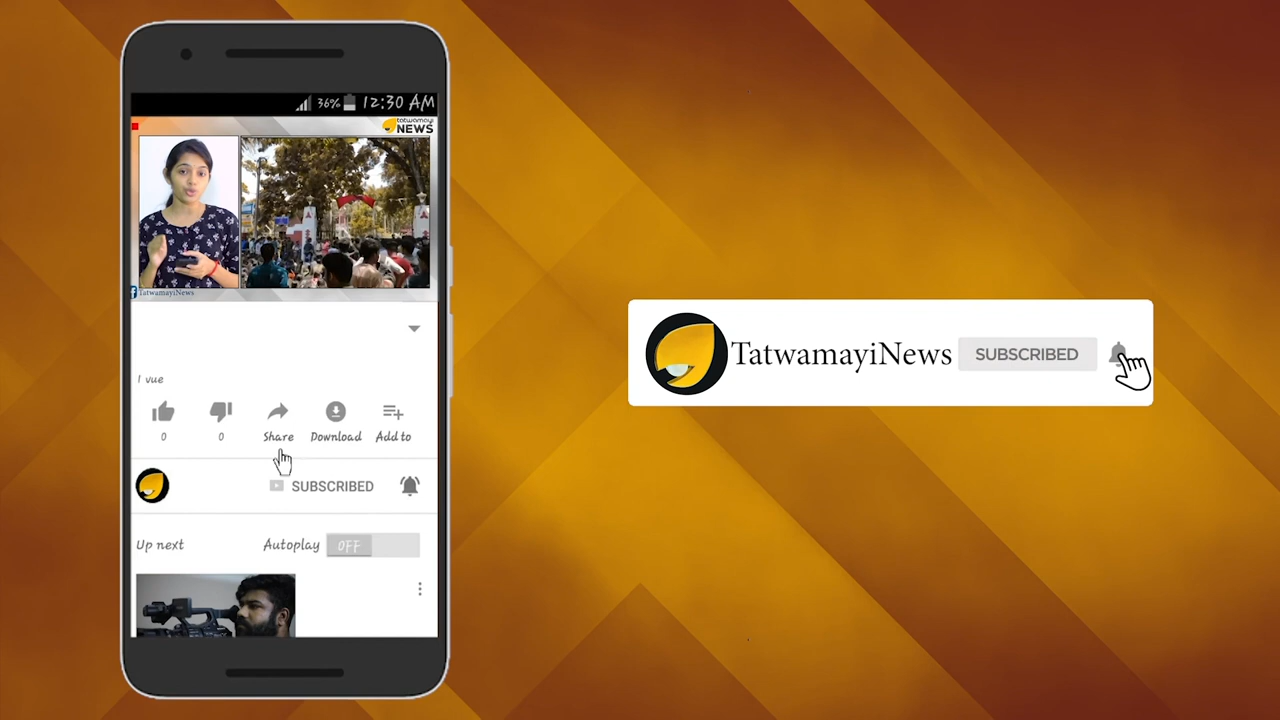 36% 12:30 AM
tatwamayi
NEWS
TatwamayiNews
1 vue
0 0 Share Download Add to
SUBSCRIBED
Up next Autoplay OFF
TatwamayiNews SUBSCRIBED